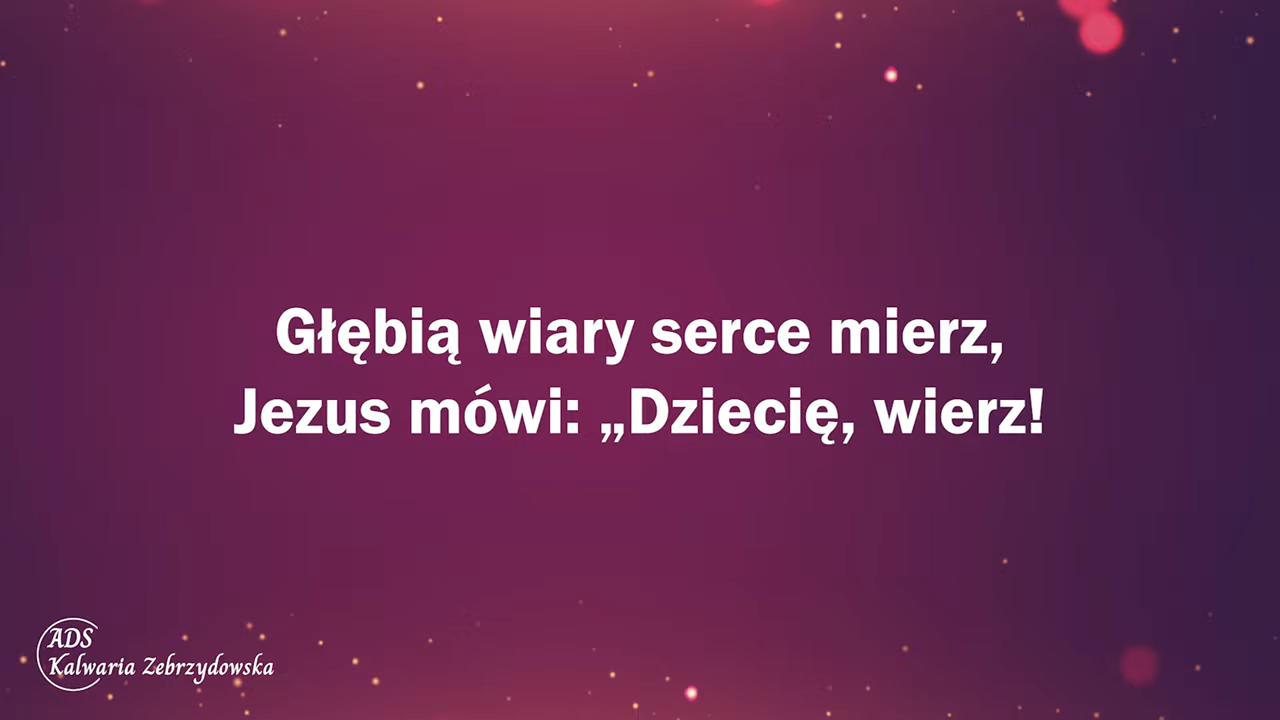 Głębią wiary serce mierz,
Jezus mówi: „Dziecię, wierz!
ADS
Kalwaria Zebrzydowska